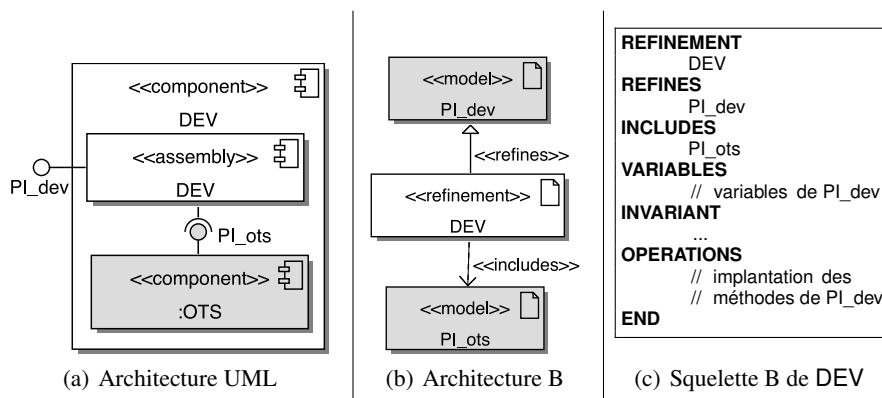 <<component>>
DEV
<<assembly>>
DEV
PI_dev
PI_ots
<<component>>
:OTS
(a) Architecture UML
<<model>>
PI_dev
<<refines>>
<<refinement>>
DEV
<<includes>>
<<model>>
PI_ots
(b) Architecture B
REFINEMENT
DEV
REFINES
PI_dev
INCLUDES
PI_ots
VARIABLES
// variables de PI_dev
INVARIANT
...
OPERATIONS
// implantation des
// méthodes de PI_dev
END
(c) Squelette B de DEV